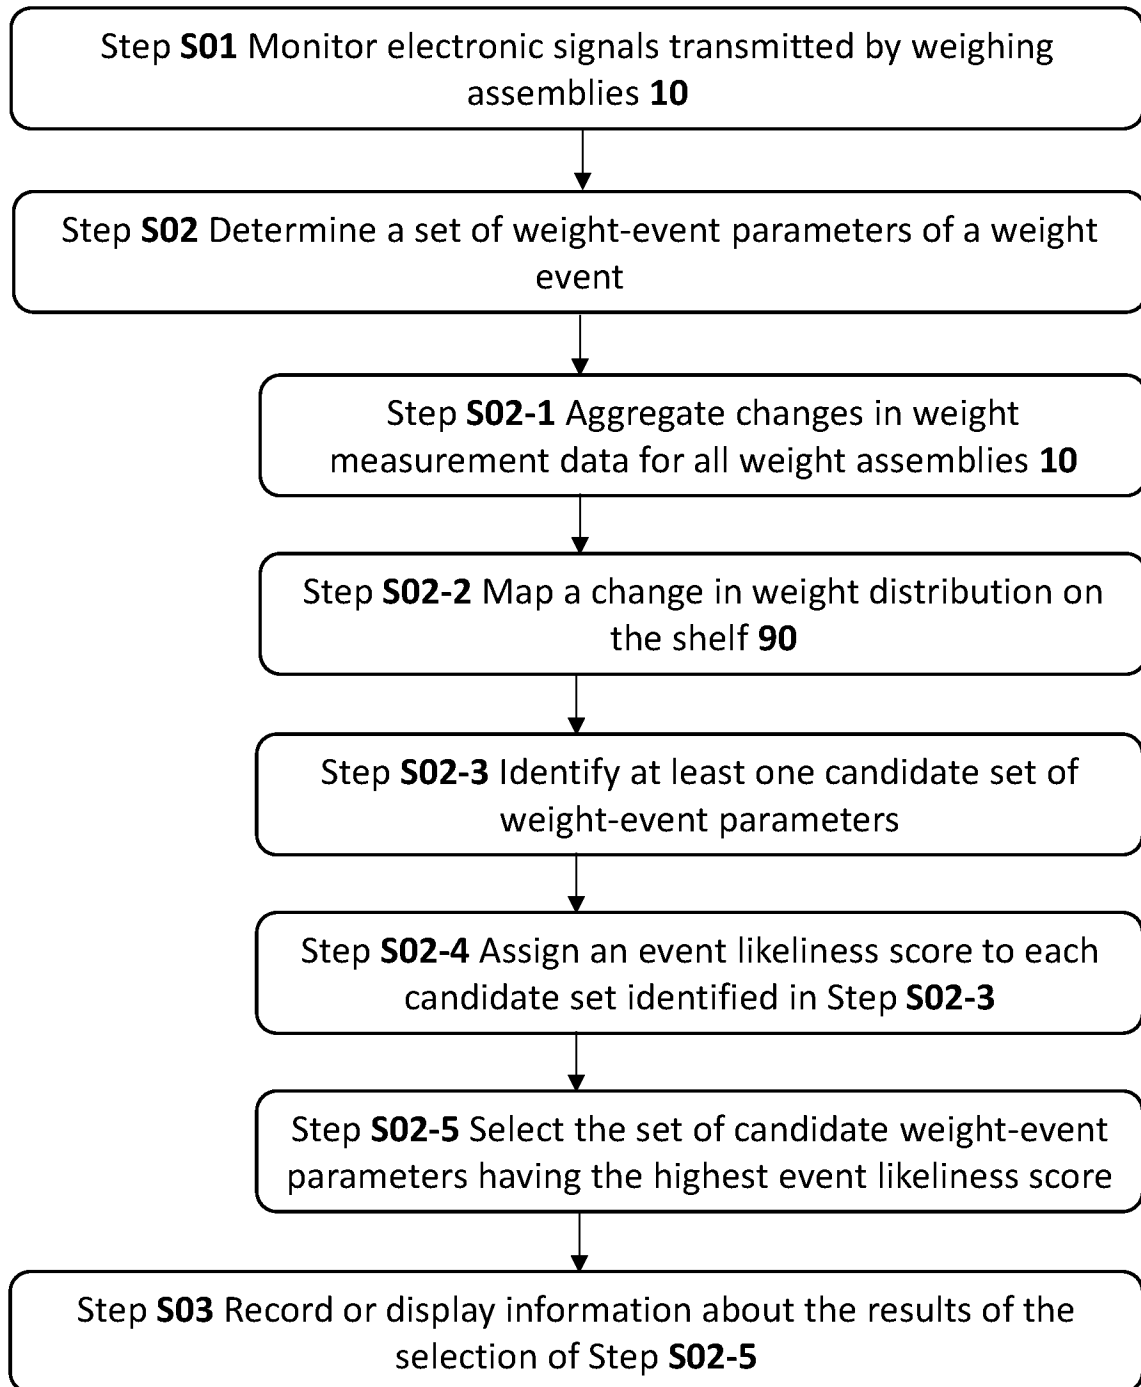 Step S01 Monitor electronic signals transmitted by weighing
assemblies 10
Step S02 Determine a set of weight-event parameters of a weight
event
Step S02-1 Aggregate changes in weight
measurement data for all weight assemblies 10
Step S02-2 Map a change in weight distribution on
the shelf 90
Step S02-3 Identify at least one candidate set of
weight-event parameters
Step S02-4 Assign an event likeliness score to each
candidate set identified in Step S02-3
Step S02-5 Select the set of candidate weight-event
parameters having the highest event likeliness score
Step S03 Record or display information about the results of the
selection of Step S02-5